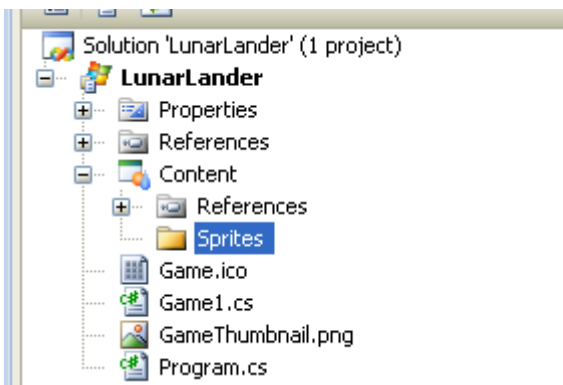 Solution 'LunarLander' (1 project)
LunarLander
Properties
References
Content
References
Sprites
Game.ico
Game1.cs
GameThumbnail.png
Program.cs